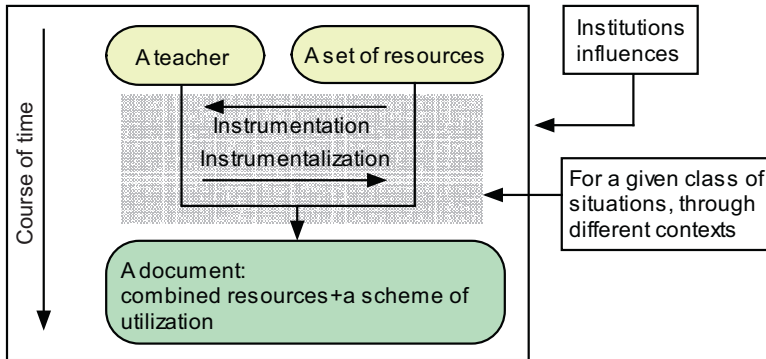 A teacher
A set of resources
Institutions
influences
Course of time
Instrumentation
Instrumentalization
For a given class of
situations, through
different contexts
A document:
combined resources+a scheme of
utilization